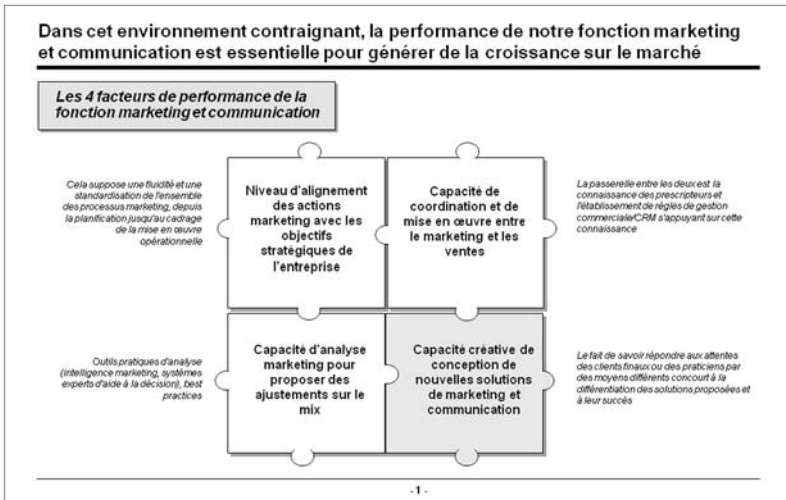 Dans cet environnement contraignant, la performance de notre fonction marketing
et communication est essentielle pour générer de la croissance sur le marché
Les 4 facteurs de performance de la
fonction marketing et communication
Cela suppose une fluidité et une
standardisation de l'ensemble
des processus marketing, depuis
la planification jusqu'au cadrage
de la mise en œuvre
opérationnelle
Niveau d'alignement
des actions
marketing avec les
objectifs
stratégiques de
l'entreprise
Capacité de
coordination et de
mise en œuvre entre
le marketing et les
ventes
La passerelle entre les deux est la
connaissance des prescripteurs et
l'établissement de règles de gestion
commerciale/CRM s'appuyant sur cette
connaissance
Outils pratiques d'analyse
(intelligence marketing, systèmes
experts d'aide à la décision), best
practices
Capacité d'analyse
marketing pour
proposer des
ajustements sur le
mix
Capacité créative de
conception de
nouvelles solutions
de marketing et
communication
Le fait de savoir répondre aux attentes
des clients finaux ou des praticiens par
des moyens différents concourt à la
différentiation des solutions proposées et
à leur succès
- 1 -